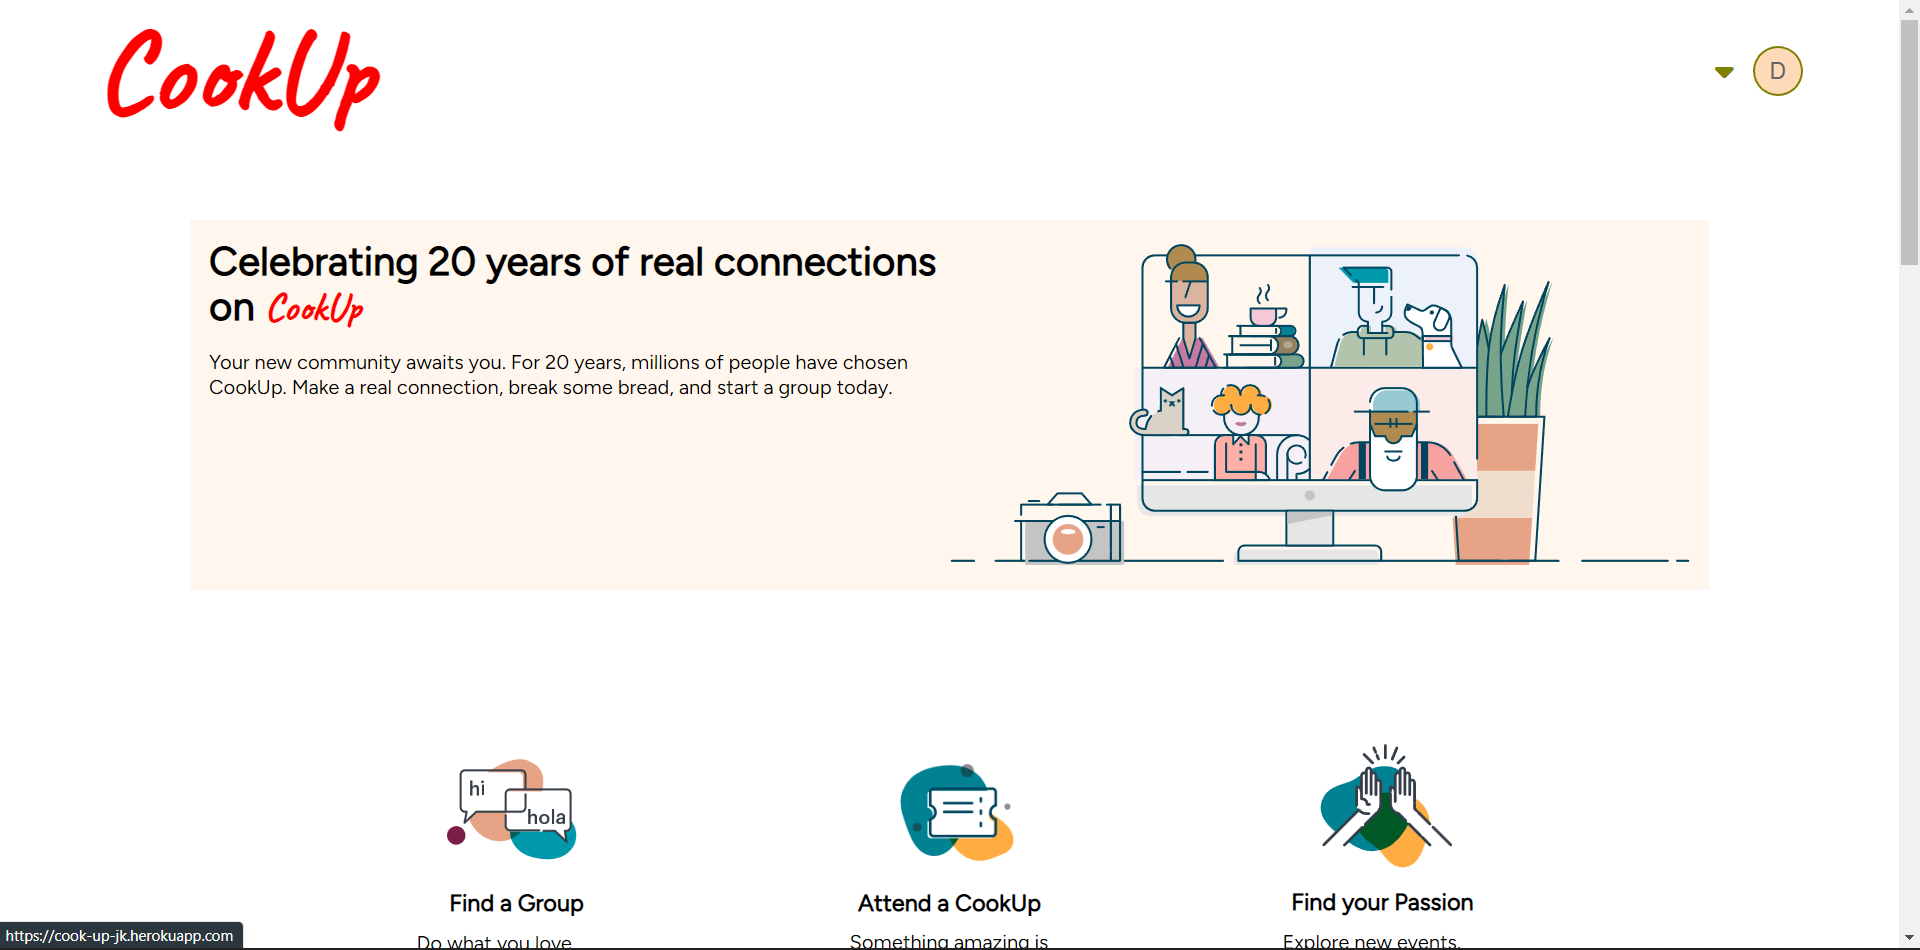 CookUp
D
Celebrating 20 years of real connections
on CookUp
Your new community awaits you. For 20 years, millions of people have chosen
CookUp. Make a real connection, break some bread, and start a group today.
hi
hola
Find a Group
Attend a CookUp
Find your Passion
Do what you love
Something amazing is
Explore new events.
https://cook-up-jk.herokuapp.com